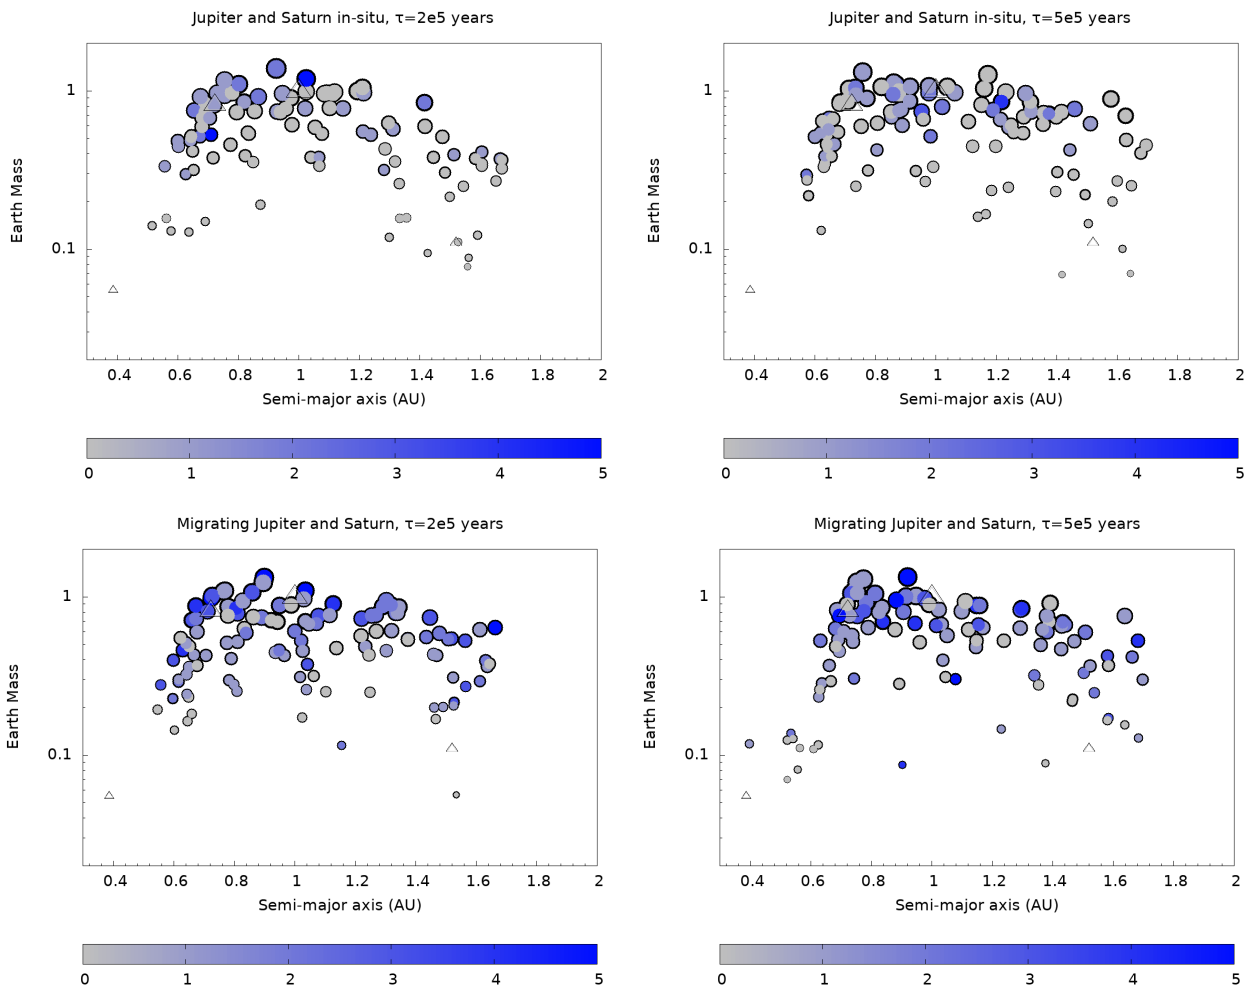 Jupiter and Saturn in-situ, τ=2e5 years
1
0.1
Earth Mass
0.4 0.6 0.8 1 1.2 1.4 1.6 1.8 2
Semi-major axis (AU)
0 1 2 3 4 5
Jupiter and Saturn in-situ, τ=5e5 years
1
0.1
Earth Mass
0.4 0.6 0.8 1 1.2 1.4 1.6 1.8 2
Semi-major axis (AU)
0 1 2 3 4 5
Migrating Jupiter and Saturn, τ=2e5 years
1
0.1
Earth Mass
0.4 0.6 0.8 1 1.2 1.4 1.6 1.8 2
Semi-major axis (AU)
0 1 2 3 4 5
Migrating Jupiter and Saturn, τ=5e5 years
1
0.1
Earth Mass
0.4 0.6 0.8 1 1.2 1.4 1.6 1.8 2
Semi-major axis (AU)
0 1 2 3 4 5